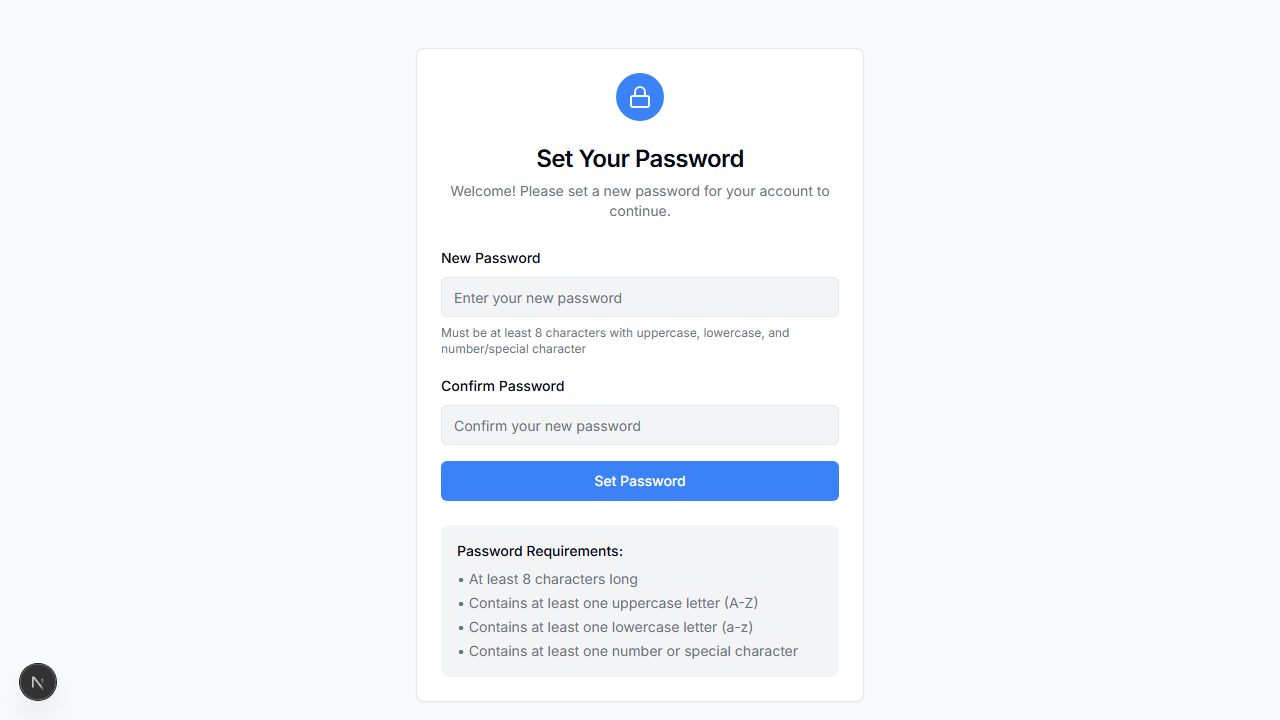 Set Your Password
Welcome! Please set a new password for your account to
continue.
New Password
Enter your new password
Must be at least 8 characters with uppercase, lowercase, and
number/special character
Confirm Password
Confirm your new password
Set Password
Password Requirements:
• At least 8 characters long
• Contains at least one uppercase letter (A-Z)
• Contains at least one lowercase letter (a-z)
• Contains at least one number or special character
N